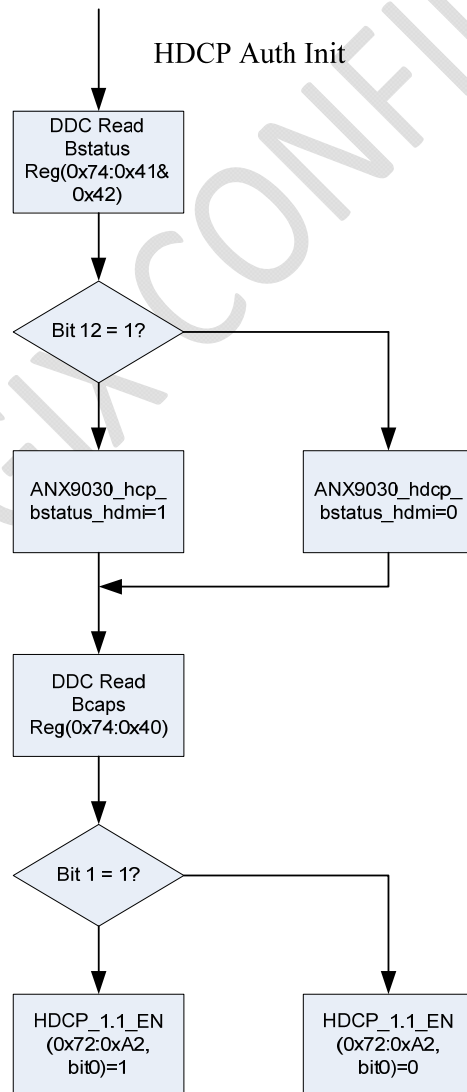 HDCP Auth Init
DDC Read
Bstatus
Reg(0x74:0x41&
0x42)
Bit 12 = 1?
ANX9030_hcp_
bstatus_hdmi=1
ANX9030_hdcp_
bstatus_hdmi=0
DDC Read
Bcaps
Reg(0x74:0x40)
Bit 1 = 1?
HDCP_1.1_EN
(0x72:0xA2,
bit0)=1
HDCP_1.1_EN
(0x72:0xA2,
bit0)=0